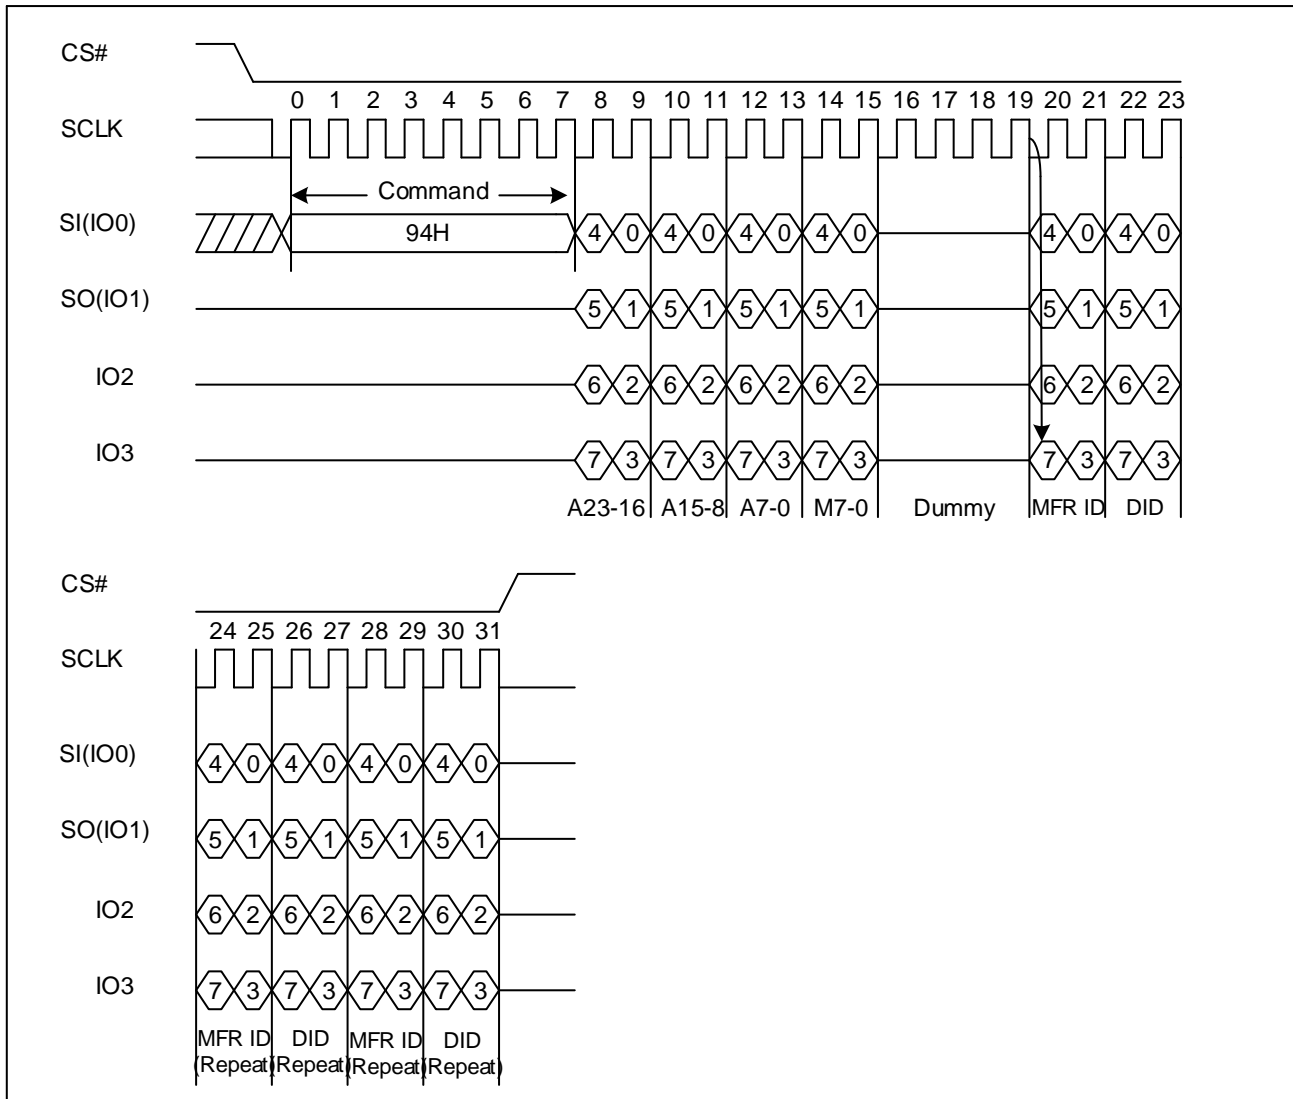 CS#
0 1 2 3 4 5 6 7 8 9 10 11 12 13 14 15 16 17 18 19 20 21 22 23
SCLK
Command
SI(IO0)
94H 4 0 4 0 4 0 4 0 4 0 4 0
SO(IO1) 5 1 5 1 5 1 5 1 5 1 5 1
IO2 6 2 6 2 6 2 6 2 6 2 6 2
IO3 7 3 7 3 7 3 7 3 7 3 7 3
A23-16 A15-8 A7-0 M7-0 Dummy MFR ID DID
CS#
24 25 26 27 28 29 30 31
SCLK
SI(IO0) 4 0 4 0 4 0 4 0
SO(IO1) 5 1 5 1 5 1 5 1
IO2 6 2 6 2 6 2 6 2
IO3 7 3 7 3 7 3 7 3
MFR ID DID MFR ID DID
(Repeat) (Repeat) (Repeat) (Repeat)